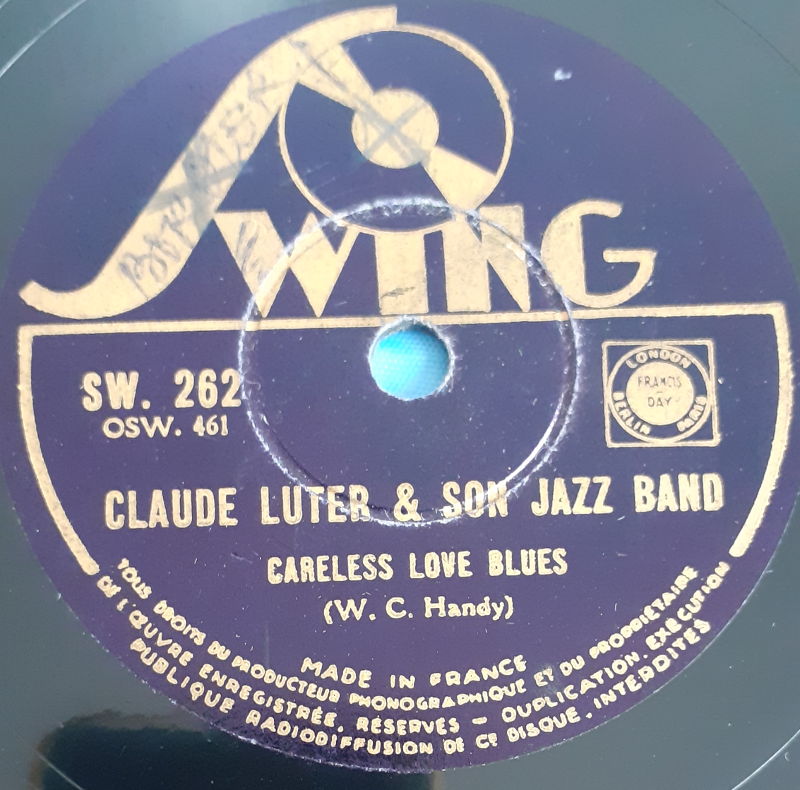 SWING
SW. 262
OSW. 461
LONDON
FRANCIS
DAY
BERLIN PARIS
CLAUDE LUTER & SON JAZZ BAND
CARELESS LOVE BLUES
(W. C. Handy)
MADE IN FRANCE
TOUS DROITS DU PRODUCTEUR PHONOGRAPHIQUE ET DU PROPRIÉTAIRE
DE L'ŒUVRE ENREGISTRÉE. RÉSERVÉS - DUPLICATION. EXÉCUTION
PUBLIQUE RADIODIFFUSION DE CE DISQUE. INTERDITES